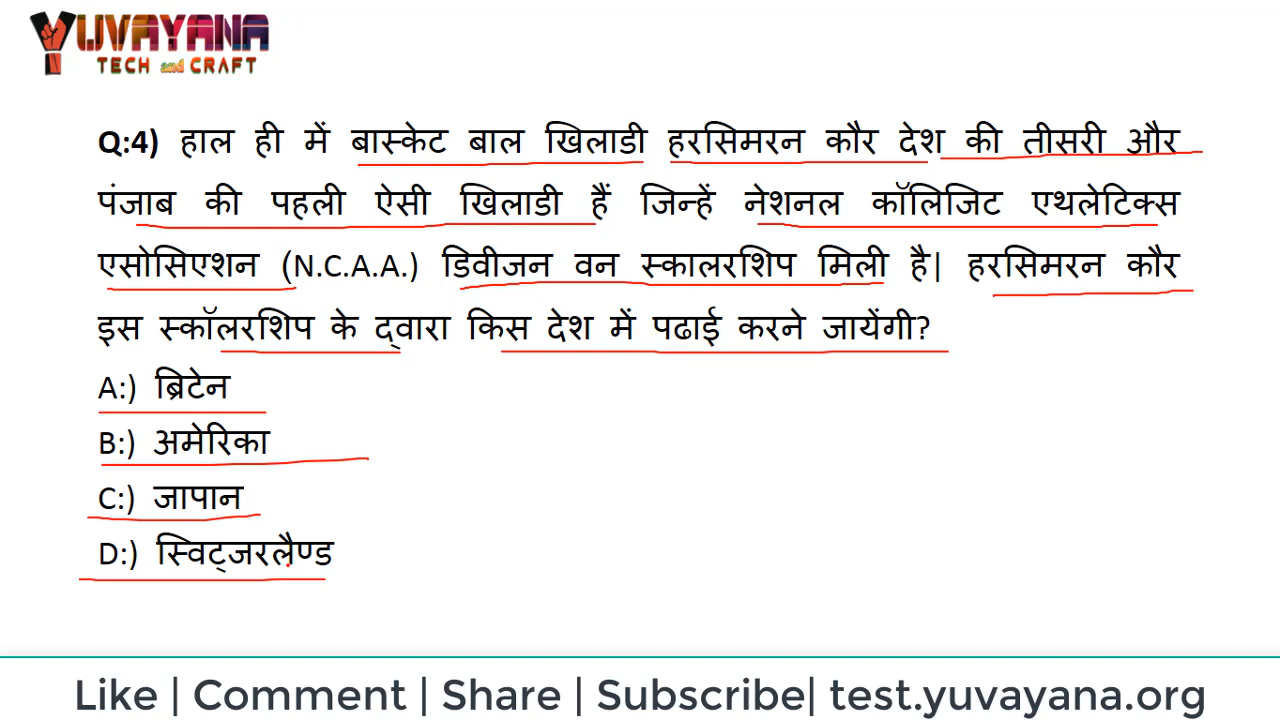 YUVAYANA
TECH and CRAFT
Q:4) हाल ही में बास्केट बाल खिलाडी हरसिमरन कौर देश की तीसरी और
पंजाब की पहली ऐसी खिलाडी हैं जिन्हें नेशनल कॉलिजिट एथलेटिक्स
एसोसिएशन (N.C.A.A.) डिवीजन वन स्कालरशिप मिली है| हरसिमरन कौर
इस स्कॉलरशिप के द्वारा किस देश में पढाई करने जायेंगी?
A:) ब्रिटेन
B:) अमेरिका
C:) जापान
D:) स्विट्जरलैण्ड
Like | Comment | Share | Subscribe| test.yuvayana.org